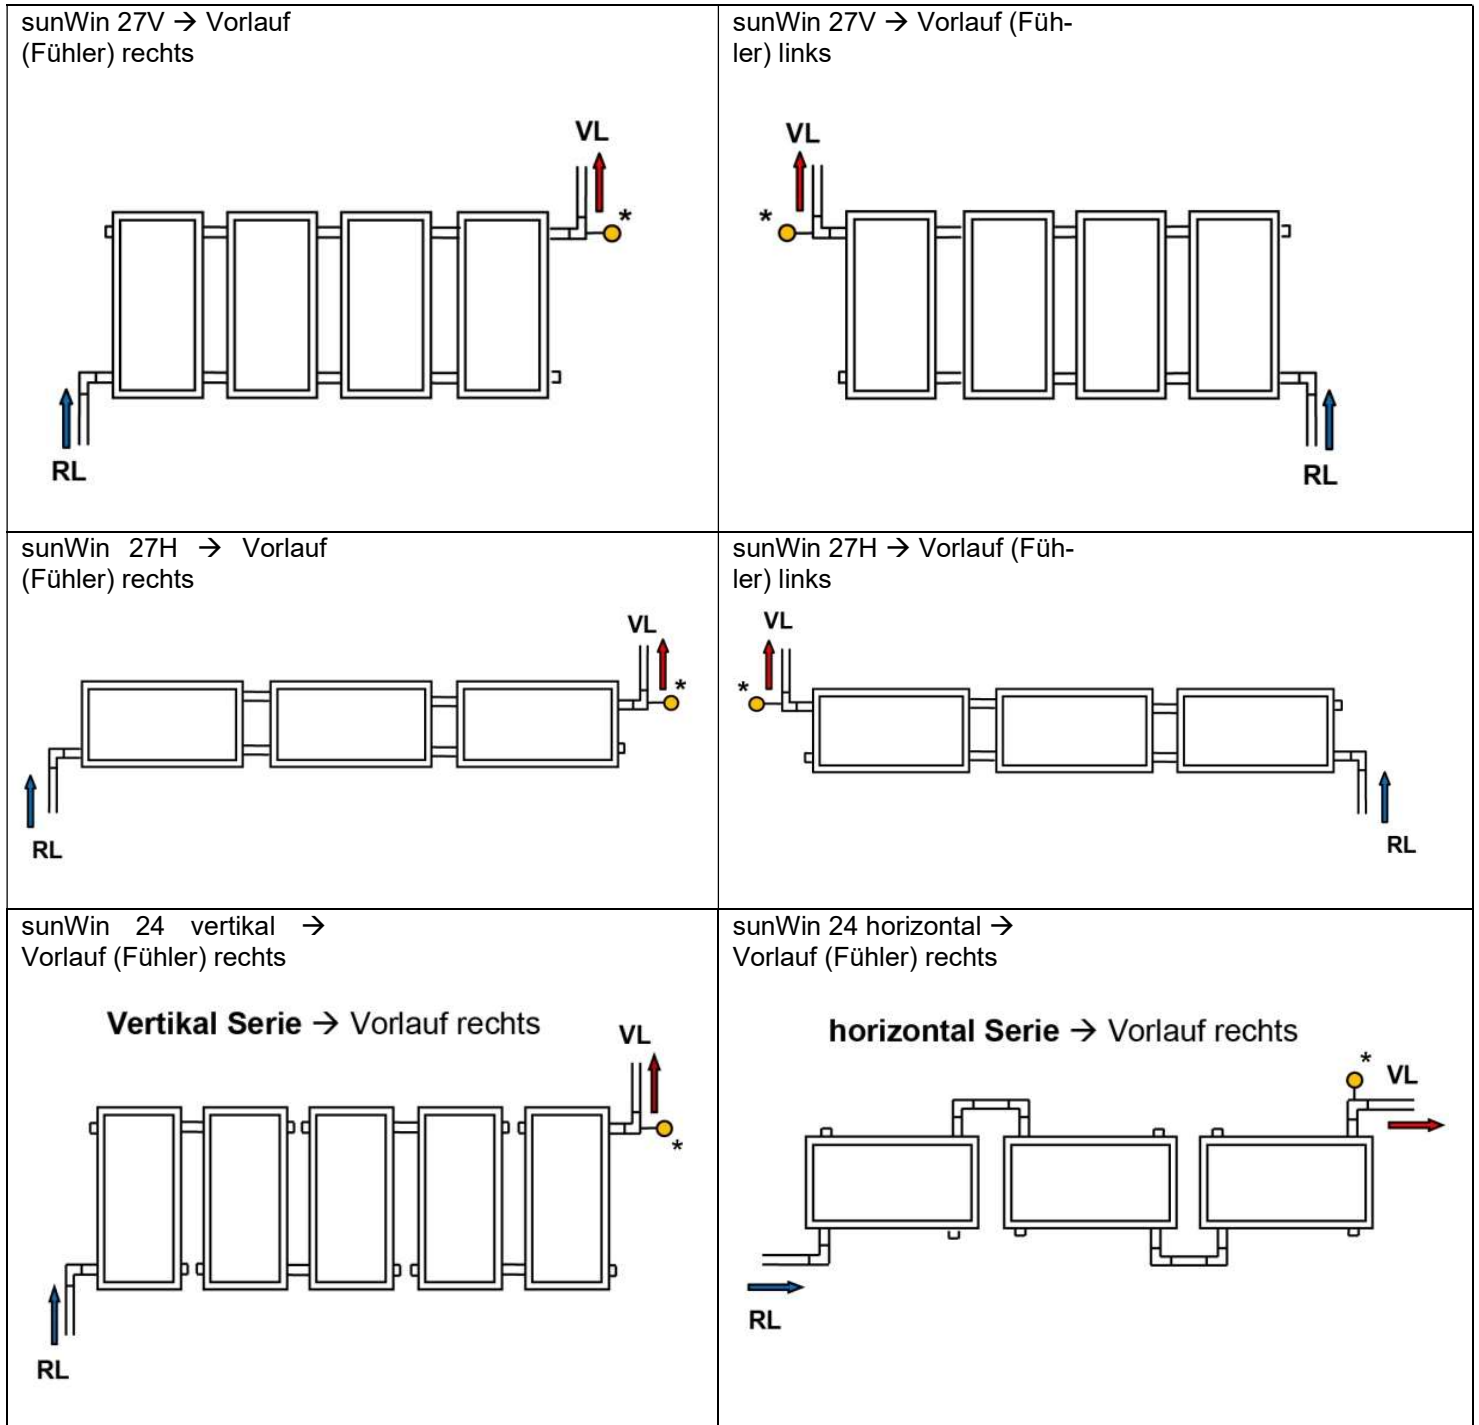 sunWin 27V → Vorlauf
(Fühler) rechts
VL
*
RL
sunWin 27V → Vorlauf (Füh-
ler) links
VL
*
RL
sunWin 27H → Vorlauf
(Fühler) rechts
VL
*
RL
sunWin 27H → Vorlauf (Füh-
ler) links
VL
*
RL
sunWin 24 vertikal →
Vorlauf (Fühler) rechts
Vertikal Serie → Vorlauf rechts
VL
*
RL
sunWin 24 horizontal →
Vorlauf (Fühler) rechts
horizontal Serie → Vorlauf rechts
*
VL
RL